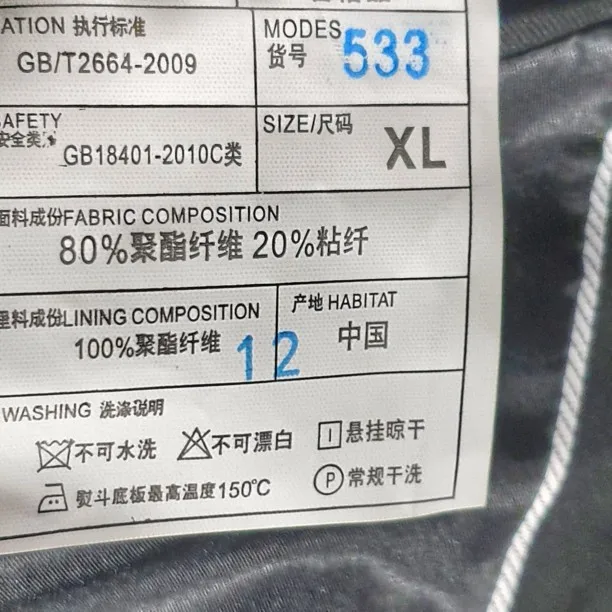 ATION 执行标准
GB/T2664-2009
MODES
货号
533
SAFETY
安全类
GB18401-2010C类
SIZE/尺码
XL
面料成份FABRIC COMPOSITION
80%聚酯纤维 20%粘纤
里料成份LINING COMPOSITION
100%聚酯纤维
12
产地 HABITAT
中国
WASHING 洗涤说明
不可水洗
不可漂白
悬挂晾干
熨斗底板最高温度150℃
P
常规干洗